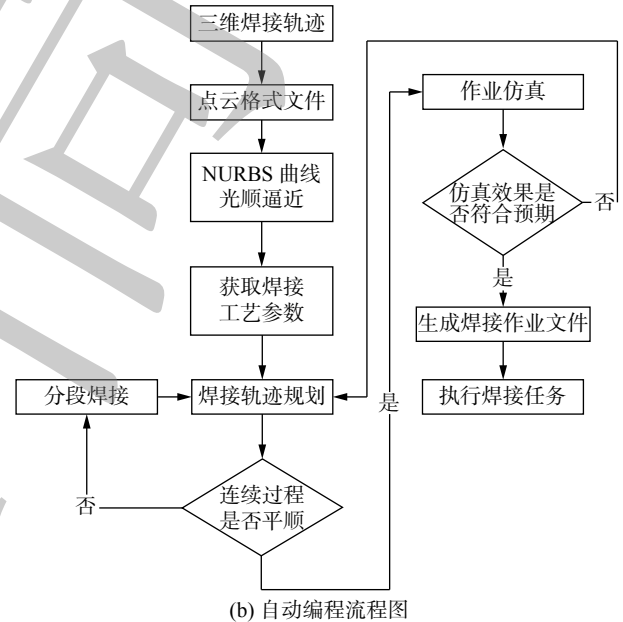 三维焊接轨迹
点云格式文件
NURBS 曲线
光顺逼近
获取焊接
工艺参数
分段焊接
焊接轨迹规划
连续过程
是否平顺
否
是
作业仿真
仿真效果是
否符合预期
否
是
生成焊接作业文件
执行焊接任务
(b) 自动编程流程图